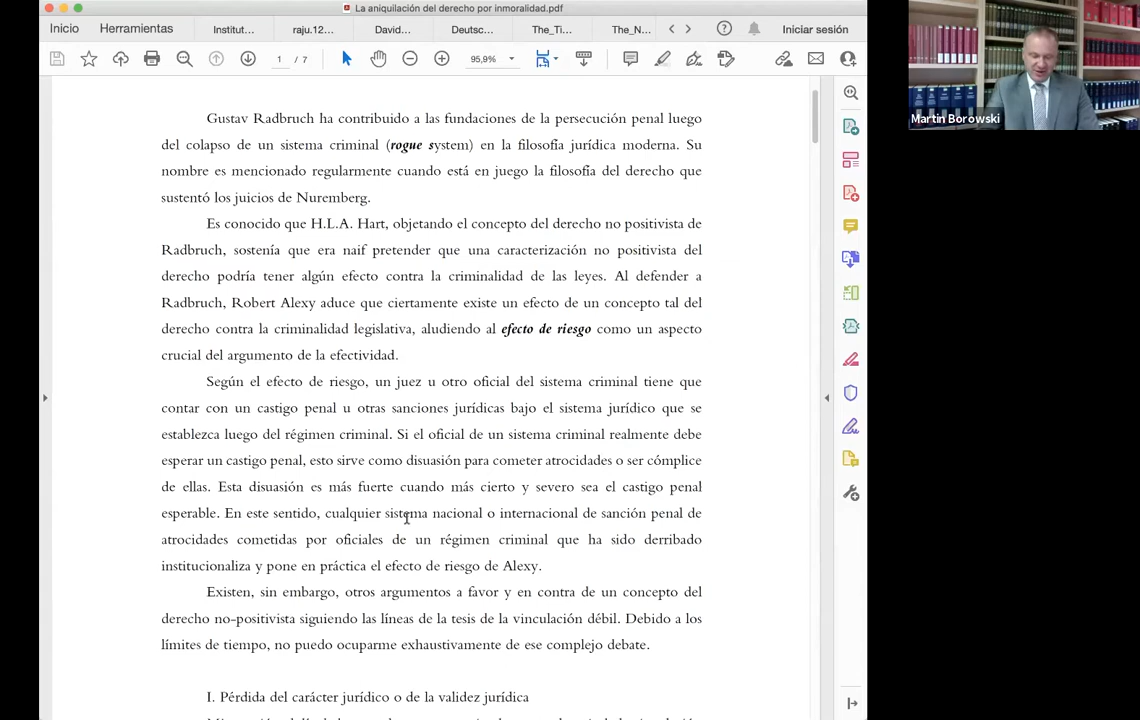 La aniquilación del derecho por inmoralidad.pdf
Inicio Herramientas Institut... raju.12... David... Deutsc... The_Ti... The_N... Iniciar sesión
1 / 7 95,9%
Martin Borowski
Gustav Radbruch ha contribuido a las fundaciones de la persecución penal luego
del colapso de un sistema criminal (rogue system) en la filosofía jurídica moderna. Su
nombre es mencionado regularmente cuando está en juego la filosofía del derecho que
sustentó los juicios de Nuremberg.
Es conocido que H.L.A. Hart, objetando el concepto del derecho no positivista de
Radbruch, sostenía que era naif pretender que una caracterización no positivista del
derecho podría tener algún efecto contra la criminalidad de las leyes. Al defender a
Radbruch, Robert Alexy aduce que ciertamente existe un efecto de un concepto tal del
derecho contra la criminalidad legislativa, aludiendo al efecto de riesgo como un aspecto
crucial del argumento de la efectividad.
Según el efecto de riesgo, un juez u otro oficial del sistema criminal tiene que
contar con un castigo penal u otras sanciones jurídicas bajo el sistema jurídico que se
establezca luego del régimen criminal. Si el oficial de un sistema criminal realmente debe
esperar un castigo penal, esto sirve como disuasión para cometer atrocidades o ser cómplice
de ellas. Esta disuasión es más fuerte cuando más cierto y severo sea el castigo penal
esperable. En este sentido, cualquier sistema nacional o internacional de sanción penal de
atrocidades cometidas por oficiales de un régimen criminal que ha sido derribado
institucionaliza y pone en práctica el efecto de riesgo de Alexy.
Existen, sin embargo, otros argumentos a favor y en contra de un concepto del
derecho no-positivista siguiendo las líneas de la tesis de la vinculación débil. Debido a los
límites de tiempo, no puedo ocuparme exhaustivamente de ese complejo debate.
I. Pérdida del carácter jurídico o de la validez jurídica